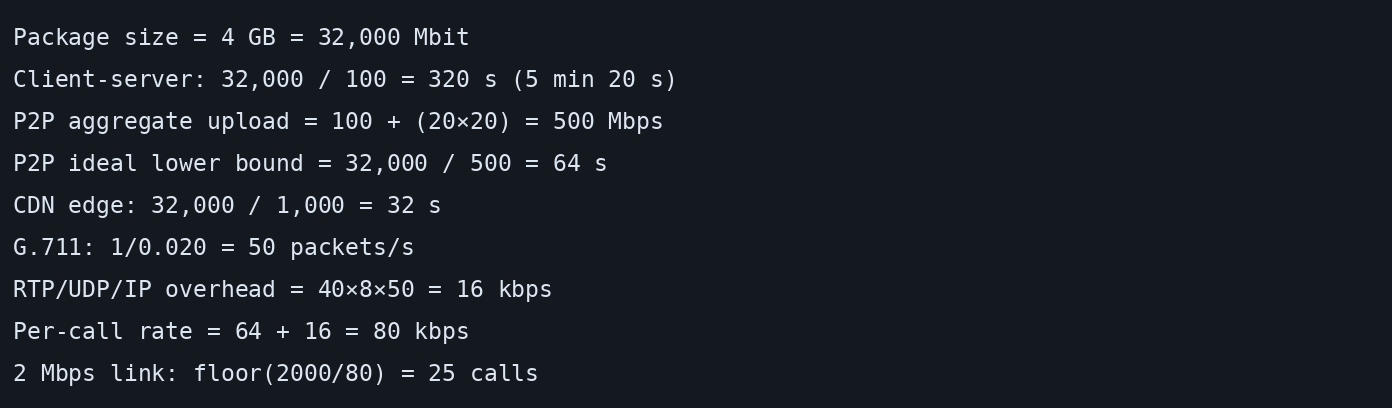 Package size = 4 GB = 32,000 Mbit
Client-server: 32,000 / 100 = 320 s (5 min 20 s)
P2P aggregate upload = 100 + (20×20) = 500 Mbps
P2P ideal lower bound = 32,000 / 500 = 64 s
CDN edge: 32,000 / 1,000 = 32 s
G.711: 1/0.020 = 50 packets/s
RTP/UDP/IP overhead = 40×8×50 = 16 kbps
Per-call rate = 64 + 16 = 80 kbps
2 Mbps link: floor(2000/80) = 25 calls